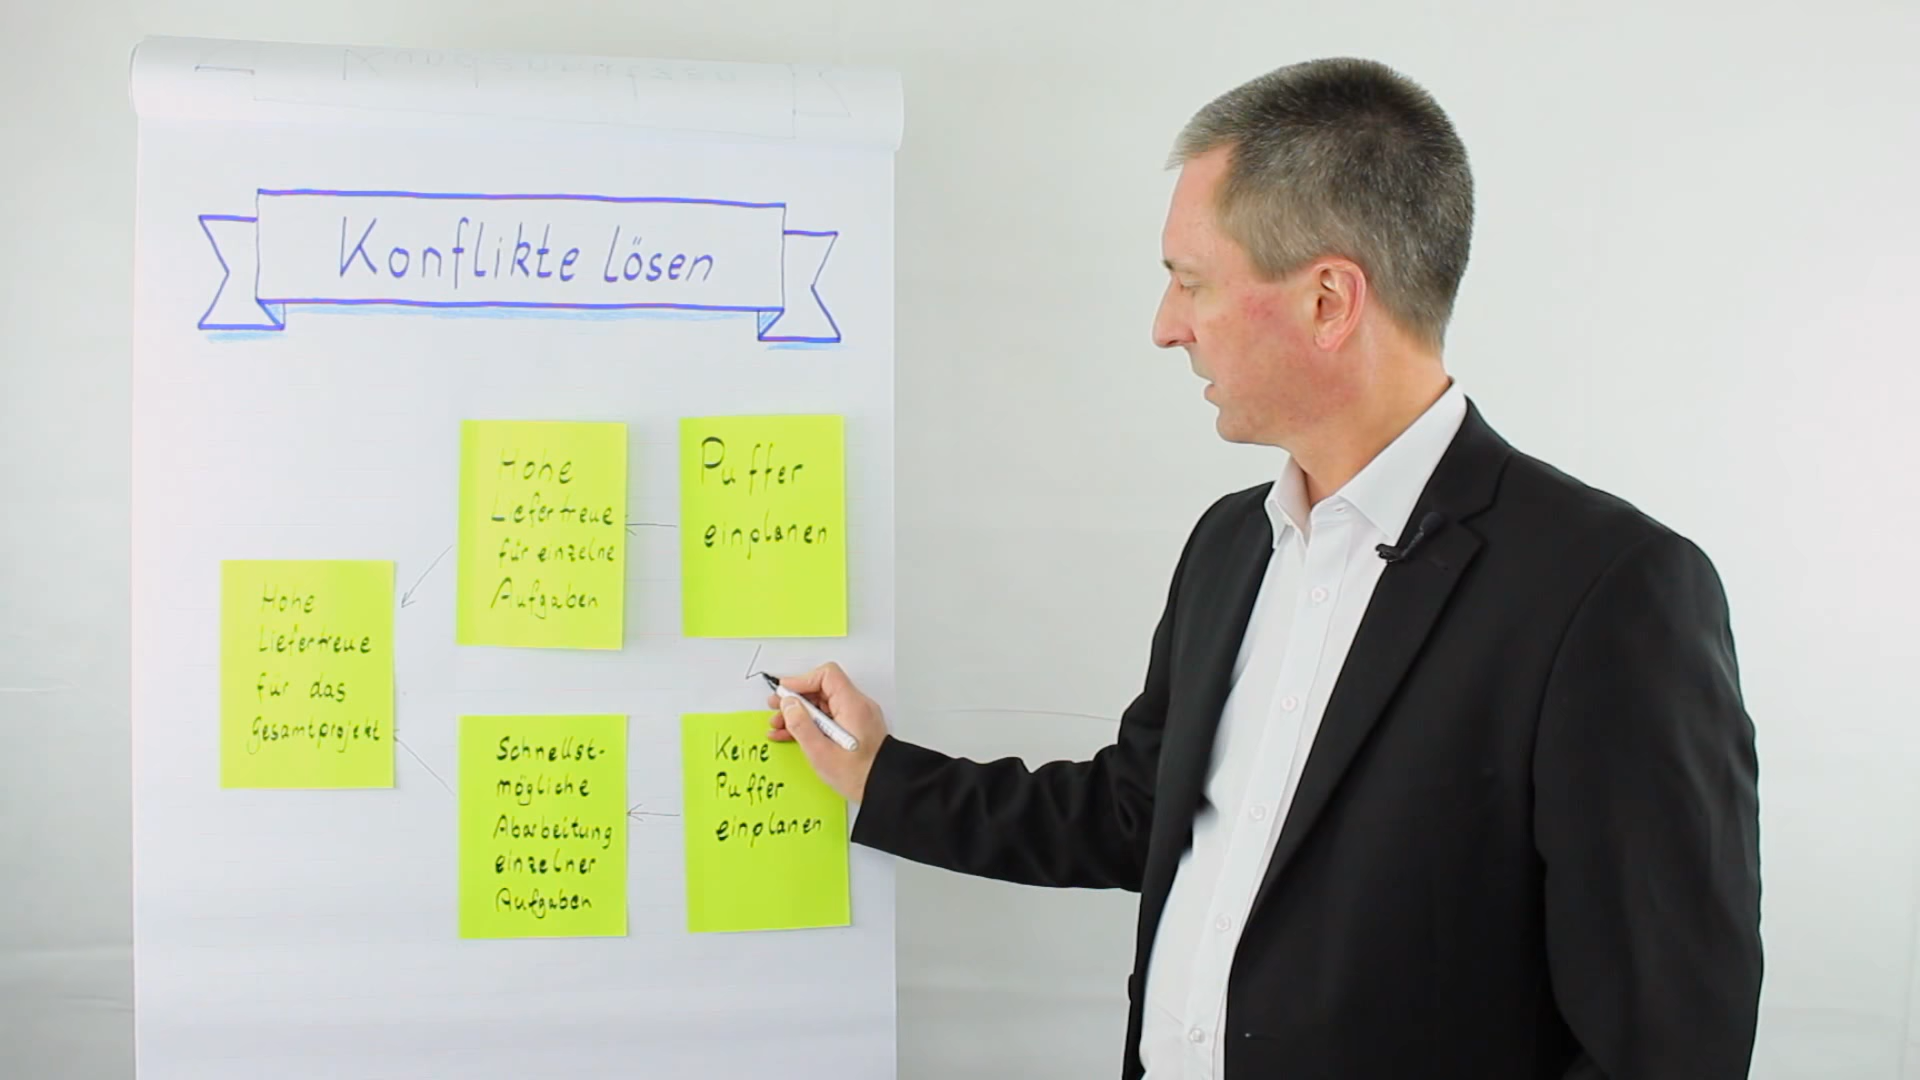 Konflikte lösen
Hohe
Liefertreue
für das
Gesamtprojekt
Hohe
Liefertreue
für einzelne
Aufgaben
Puffer
einplanen
Schnellst-
mögliche
Abarbeitung
einzelner
Aufgaben
Keine
Puffer
einplanen